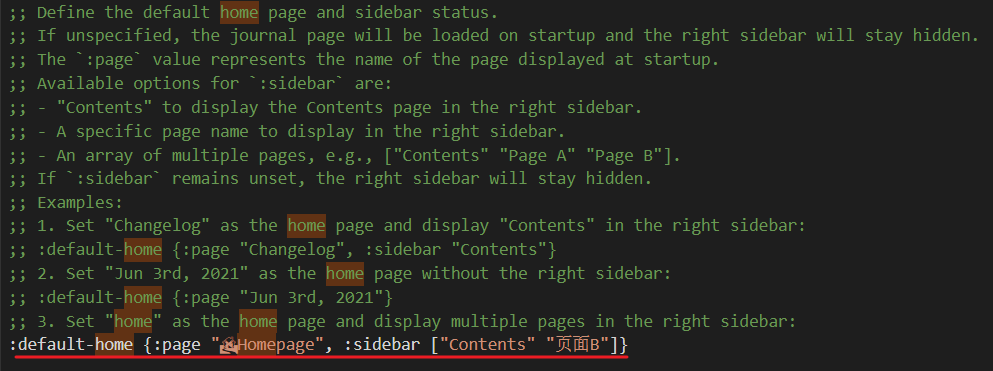 ;; Define the default home page and sidebar status.
;; If unspecified, the journal page will be loaded on startup and the right sidebar will stay hidden.
;; The `:page` value represents the name of the page displayed at startup.
;; Available options for `:sidebar` are:
;; - "Contents" to display the Contents page in the right sidebar.
;; - A specific page name to display in the right sidebar.
;; - An array of multiple pages, e.g., ["Contents" "Page A" "Page B"].
;; If `:sidebar` remains unset, the right sidebar will stay hidden.
;; Examples:
;; 1. Set "Changelog" as the home page and display "Contents" in the right sidebar:
;; :default-home {:page "Changelog", :sidebar "Contents"}
;; 2. Set "Jun 3rd, 2021" as the home page without the right sidebar:
;; :default-home {:page "Jun 3rd, 2021"}
;; 3. Set "home" as the home page and display multiple pages in the right sidebar:
:default-home {:page "Homepage", :sidebar ["Contents" "页面B"]}